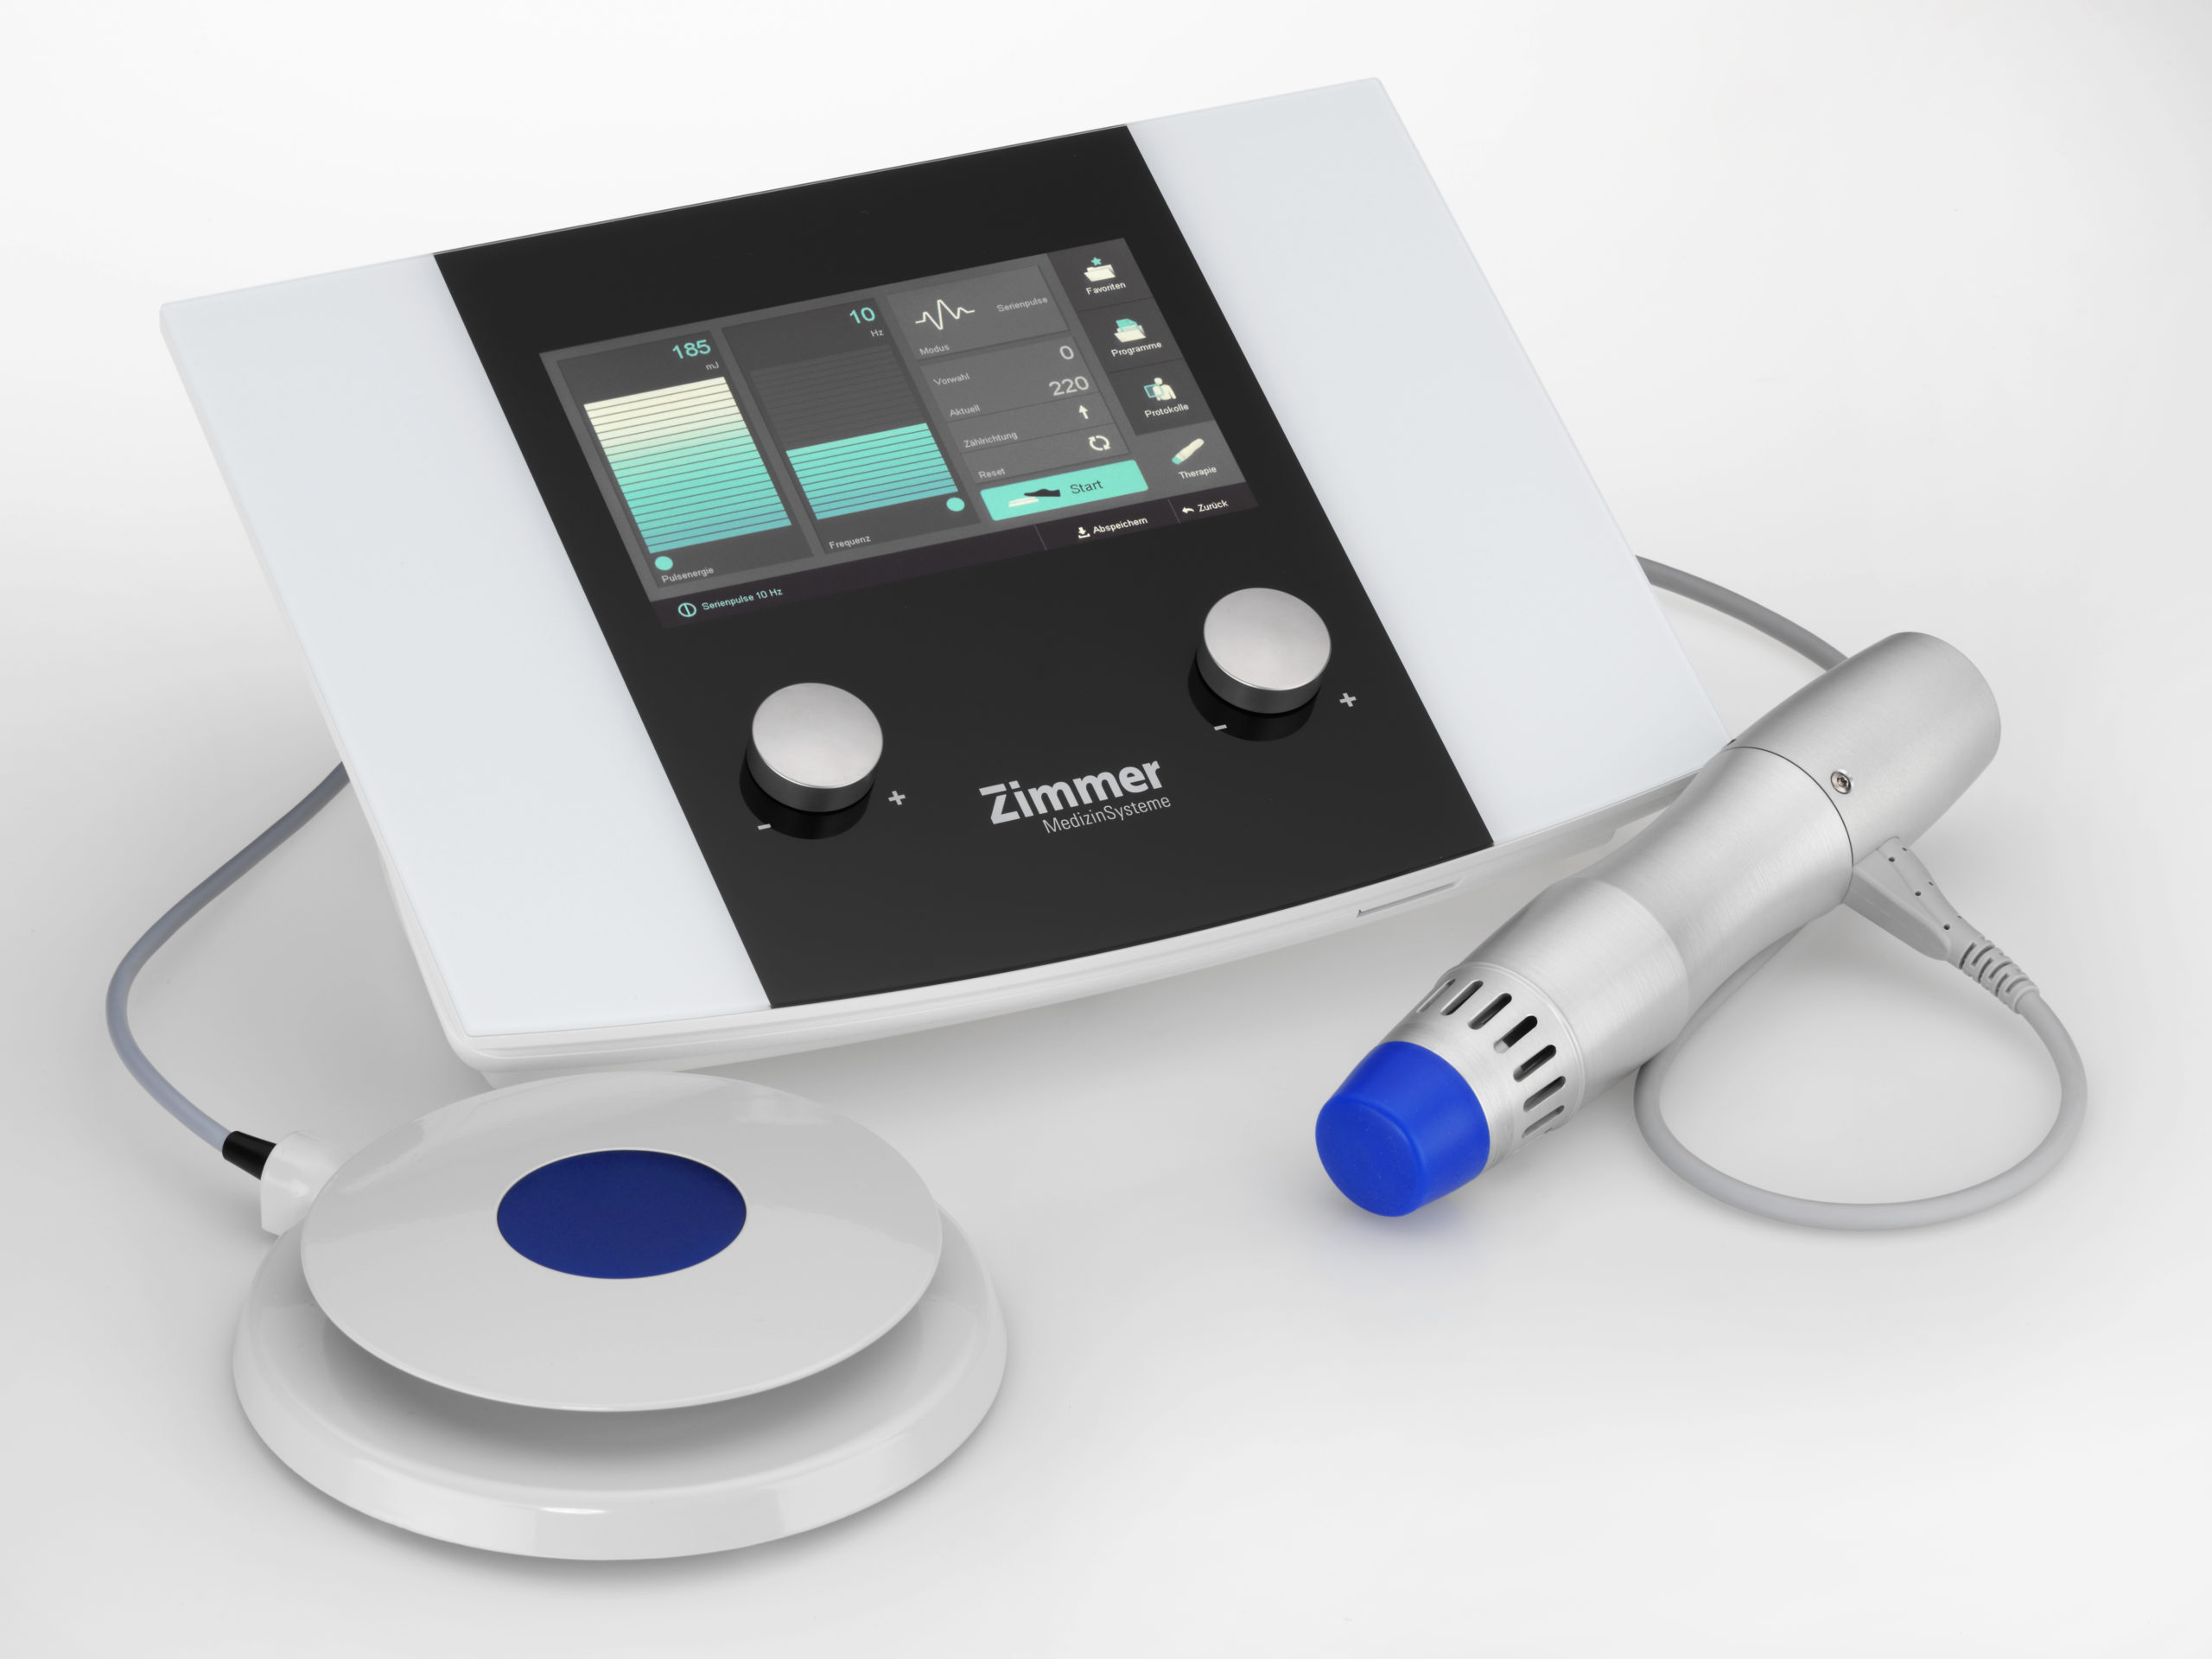 185
mJ
Pulsenergie
10
Hz
Frequenz
Serienpulse
Modus
Vorwahl
0
Aktuell
220
Zählrichtung
Reset
Start
Favoriten
Programme
Protokolle
Therapie
Serienpulse 10 Hz
Abspeichern
Zurück
- +
- +
Zimmer
MedizinSysteme